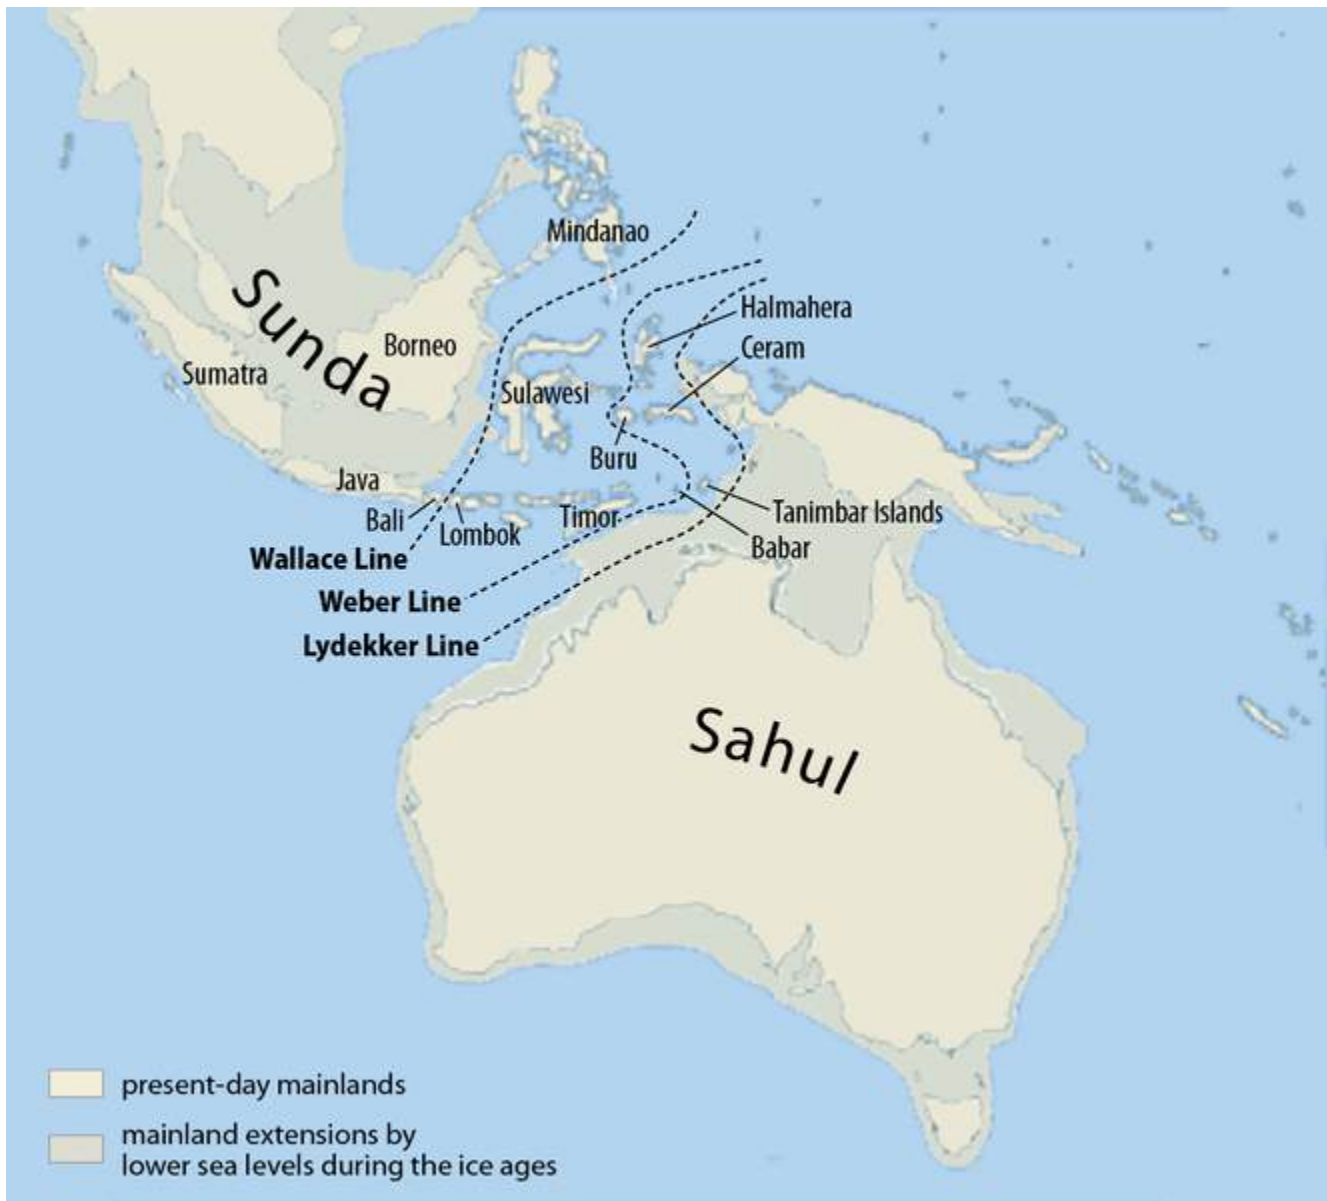 Mindanao
Halmahera
Ceram
Sunda
Borneo
Sumatra
Sulawesi
Buru
Java
Bali
Lombok
Timor
Tanimbar Islands
Babar
Wallace Line
Weber Line
Lydekker Line
Sahul
present-day mainlands
mainland extensions by
lower sea levels during the ice ages